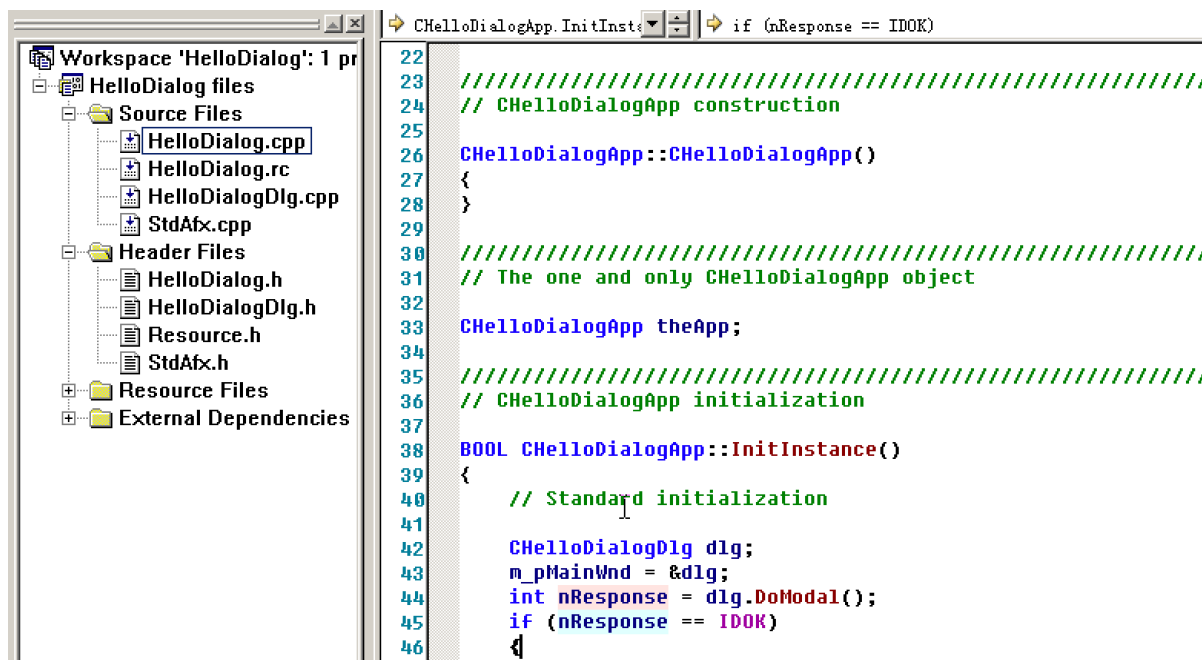 CHelloDialogApp.InitInst
if (nResponse == IDOK)
Workspace 'HelloDialog': 1 pr
HelloDialog files
Source Files
HelloDialog.cpp
HelloDialog.rc
HelloDialogDlg.cpp
StdAfx.cpp
Header Files
HelloDialog.h
HelloDialogDlg.h
Resource.h
StdAfx.h
Resource Files
External Dependencies
22
23 /////////////////////////////////////////////////////////////
24 // CHelloDialogApp construction
25
26 CHelloDialogApp::CHelloDialogApp()
27 {
28 }
29
30 /////////////////////////////////////////////////////////////
31 // The one and only CHelloDialogApp object
32
33 CHelloDialogApp theApp;
34
35 /////////////////////////////////////////////////////////////
36 // CHelloDialogApp initialization
37
38 BOOL CHelloDialogApp::InitInstance()
39 {
40 // Standard initialization
41
42 CHelloDialogDlg dlg;
43 m_pMainWnd = &dlg;
44 int nResponse = dlg.DoModal();
45 if (nResponse == IDOK)
46 {